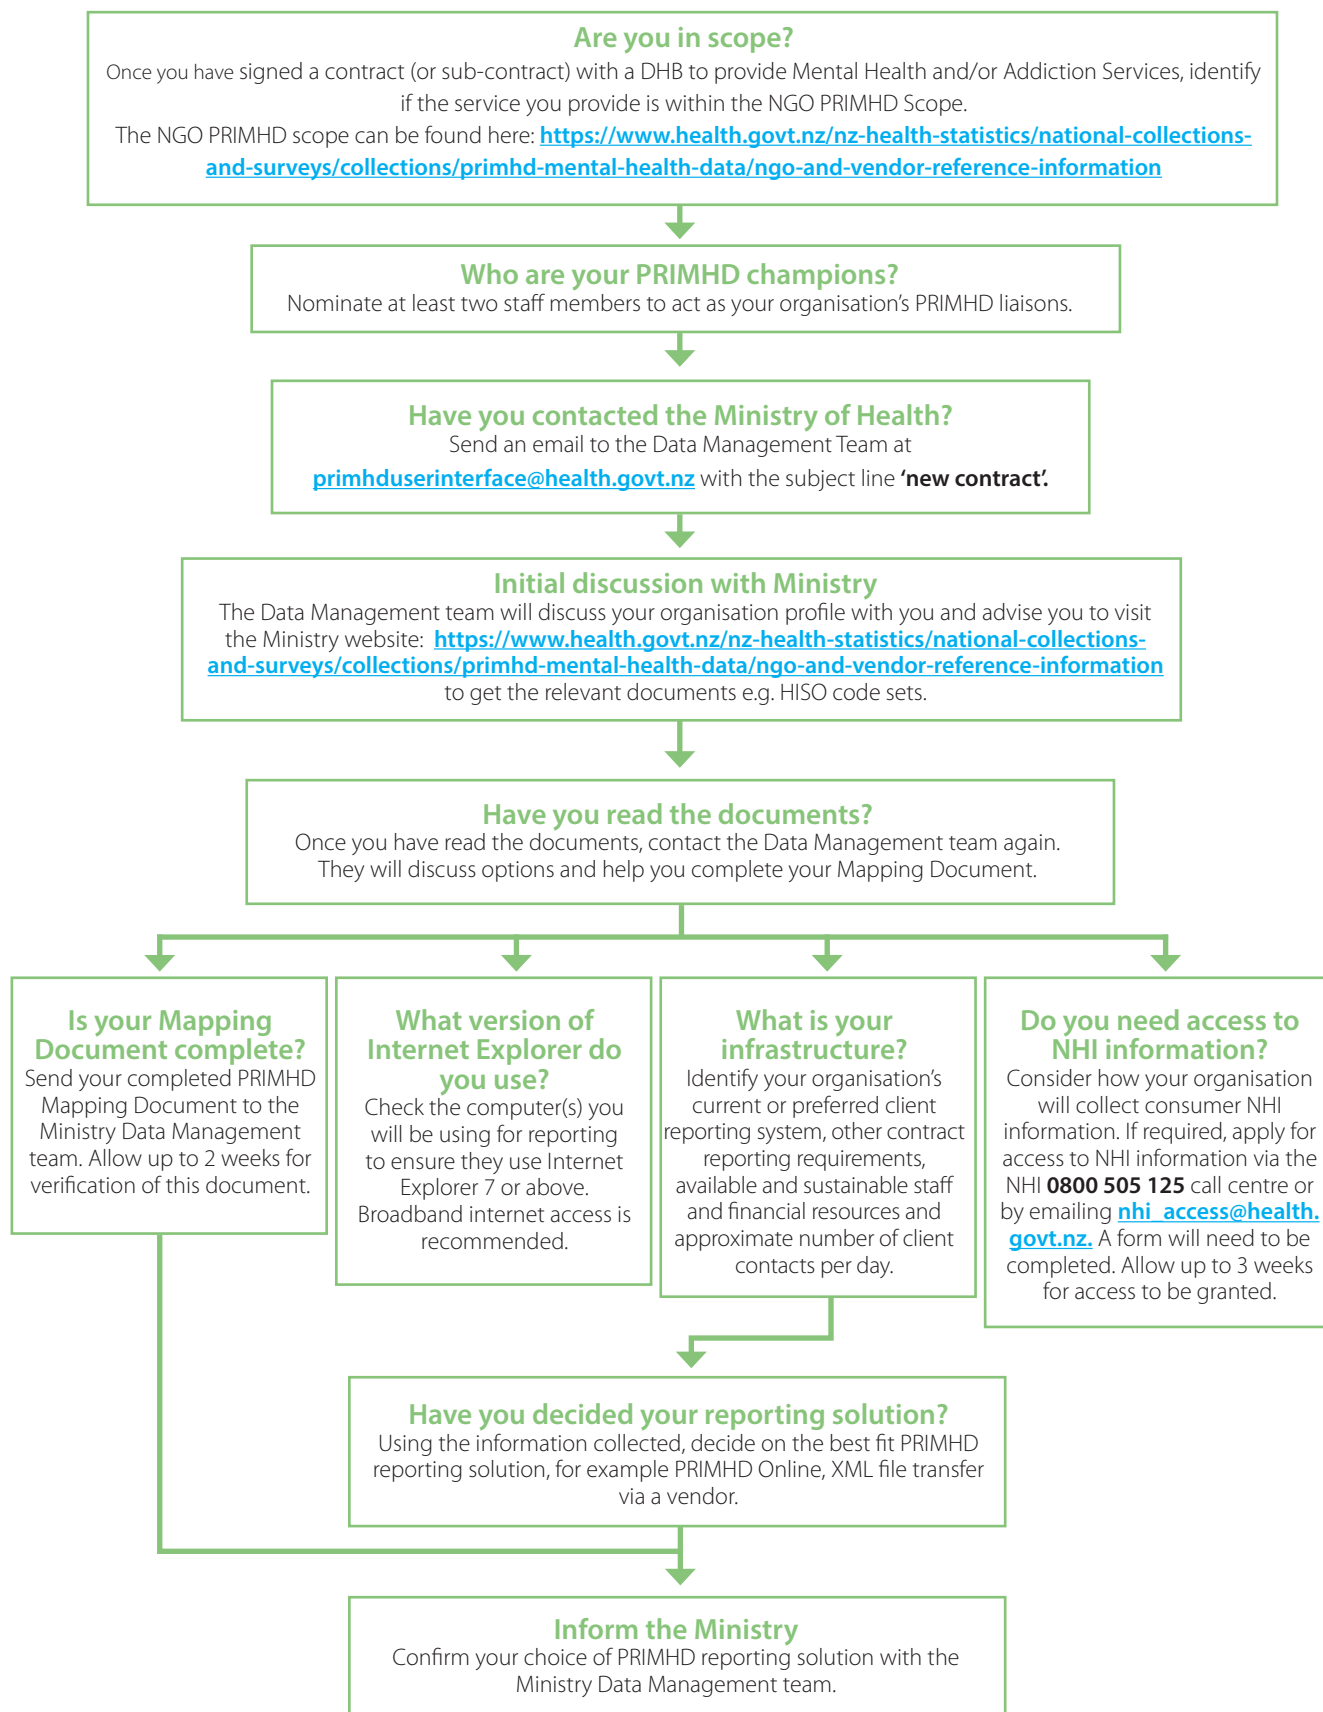 Are you in scope?
Once you have signed a contract (or sub-contract) with a DHB to provide Mental Health and/or Addiction Services, identify
if the service you provide is within the NGO PRIMHD Scope.
The NGO PRIMHD scope can be found here: https://www.health.govt.nz/nz-health-statistics/national-collections-
and-surveys/collections/primhd-mental-health-data/ngo-and-vendor-reference-information
Who are your PRIMHD champions?
Nominate at least two staff members to act as your organisation's PRIMHD liaisons.
Have you contacted the Ministry of Health?
Send an email to the Data Management Team at
primhduserinterface@health.govt.nz with the subject line 'new contract'.
Initial discussion with Ministry
The Data Management team will discuss your organisation profile with you and advise you to visit
the Ministry website: https://www.health.govt.nz/nz-health-statistics/national-collections-
and-surveys/collections/primhd-mental-health-data/ngo-and-vendor-reference-information
to get the relevant documents e.g. HISO code sets.
Have you read the documents?
Once you have read the documents, contact the Data Management team again.
They will discuss options and help you complete your Mapping Document.
Is your Mapping
Document complete?
Send your completed PRIMHD
Mapping Document to the
Ministry Data Management
team. Allow up to 2 weeks for
verification of this document.
What version of
Internet Explorer do
you use?
Check the computer(s) you
will be using for reporting
to ensure they use Internet
Explorer 7 or above.
Broadband internet access is
recommended.
What is your
infrastructure?
Identify your organisation's
current or preferred client
reporting system, other contract
reporting requirements,
available and sustainable staff
and financial resources and
approximate number of client
contacts per day.
Do you need access to
NHI information?
Consider how your organisation
will collect consumer NHI
information. If required, apply for
access to NHI information via the
NHI 0800 505 125 call centre or
by emailing nhi_access@health.
govt.nz. A form will need to be
completed. Allow up to 3 weeks
for access to be granted.
Have you decided your reporting solution?
Using the information collected, decide on the best fit PRIMHD
reporting solution, for example PRIMHD Online, XML file transfer
via a vendor.
Inform the Ministry
Confirm your choice of PRIMHD reporting solution with the
Ministry Data Management team.